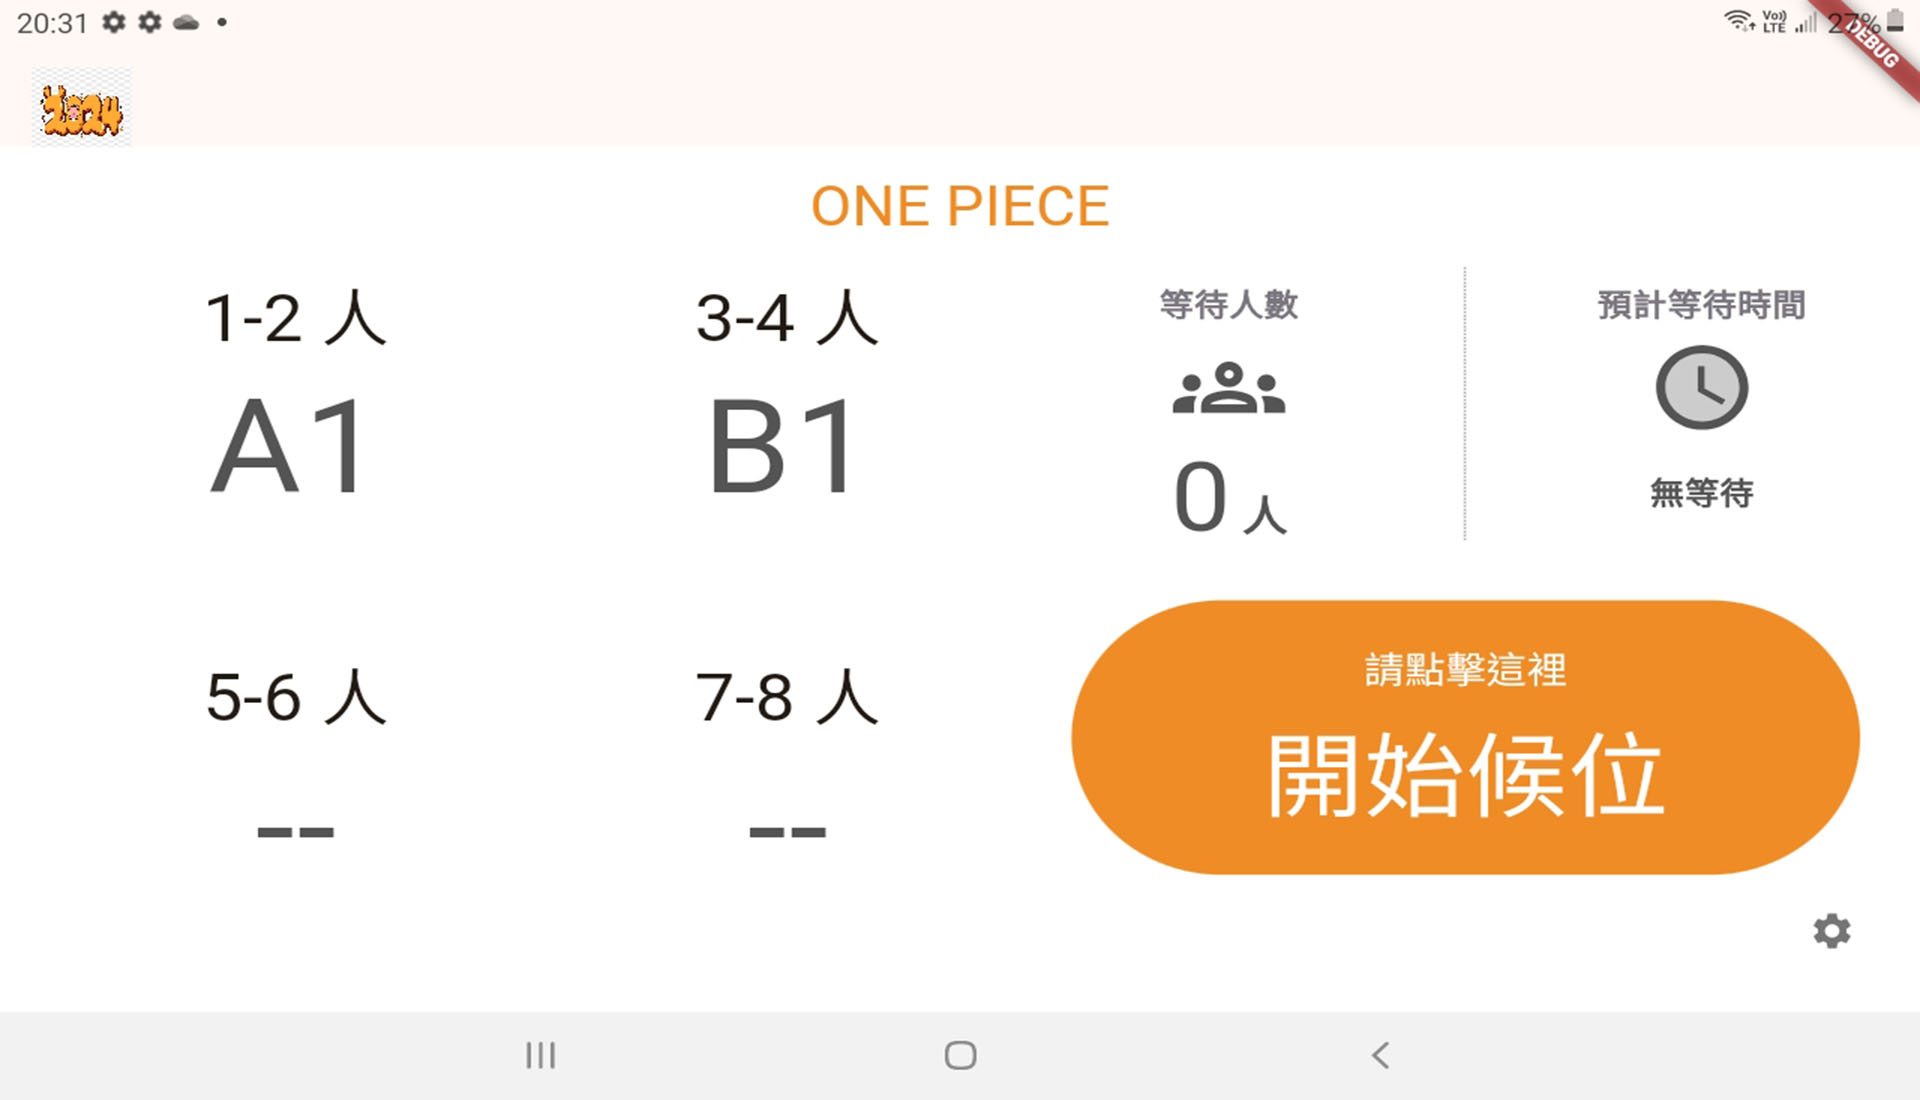 20:31
Vo)) LTE
27%
DEBUG
2024
ONE PIECE
1-2 人
A1
3-4 人
B1
等待人數
0 人
預計等待時間
無等待
5-6 人
--
7-8 人
--
請點擊這裡
開始候位